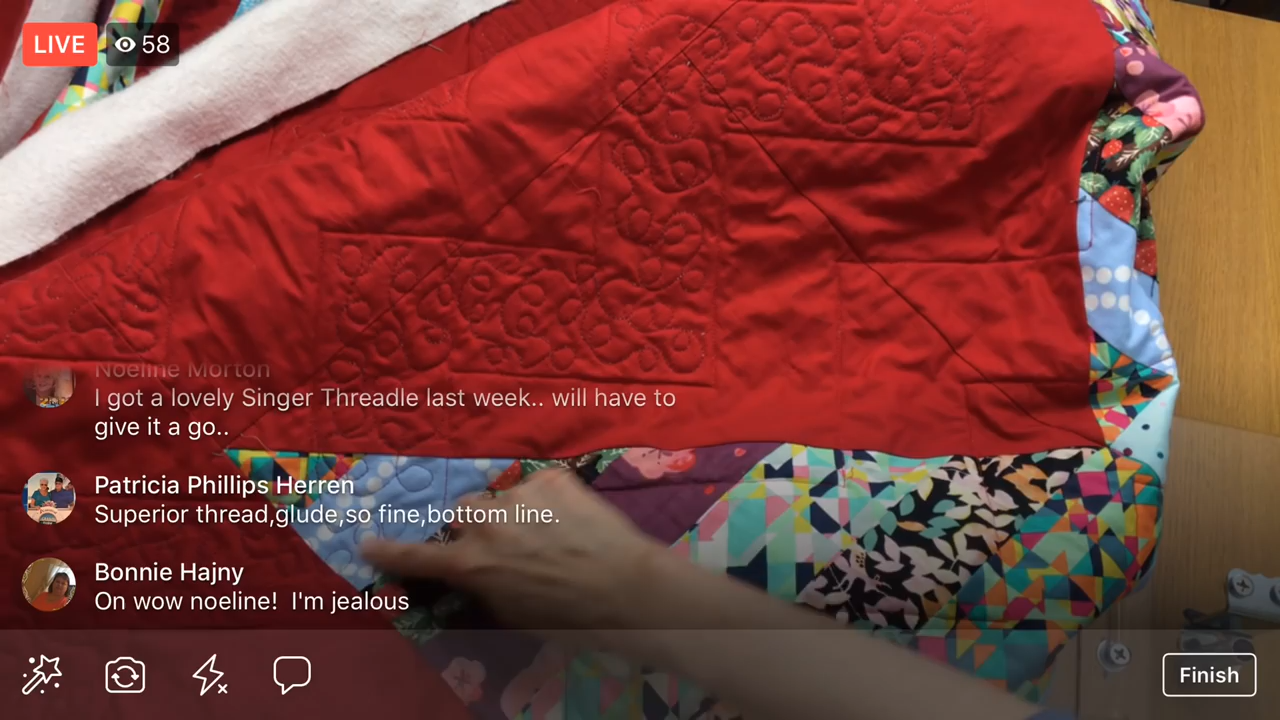 LIVE
58
Noeline Morton
I got a lovely Singer Threadle last week.. will have to
give it a go..
Patricia Phillips Herren
Superior thread,glude,so fine,bottom line.
Bonnie Hajny
On wow noeline!  I'm jealous
Finish